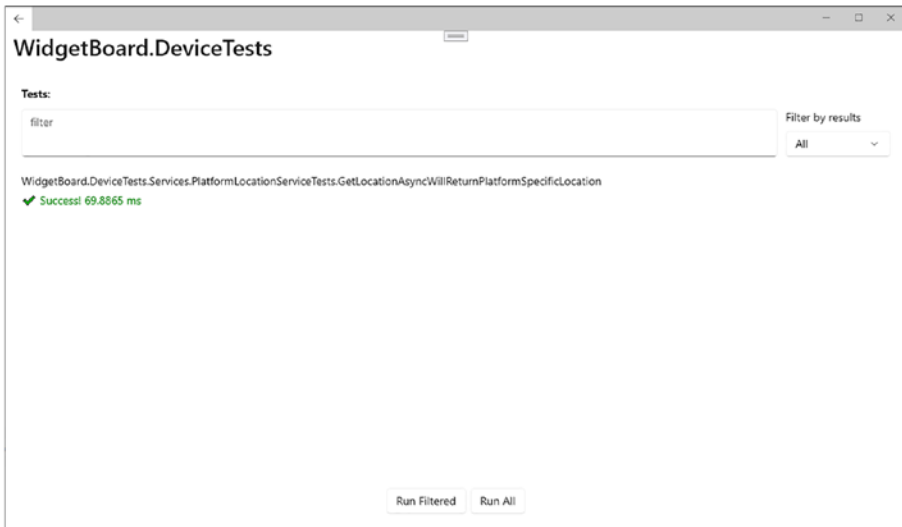 WidgetBoard.DeviceTests
Tests:
filter
Filter by results
All
WidgetBoard.DeviceTests.Services.PlatformLocationServiceTests.GetLocationAsyncWillReturnPlatformSpecificLocation
Success! 69.8865 ms
Run Filtered
Run All